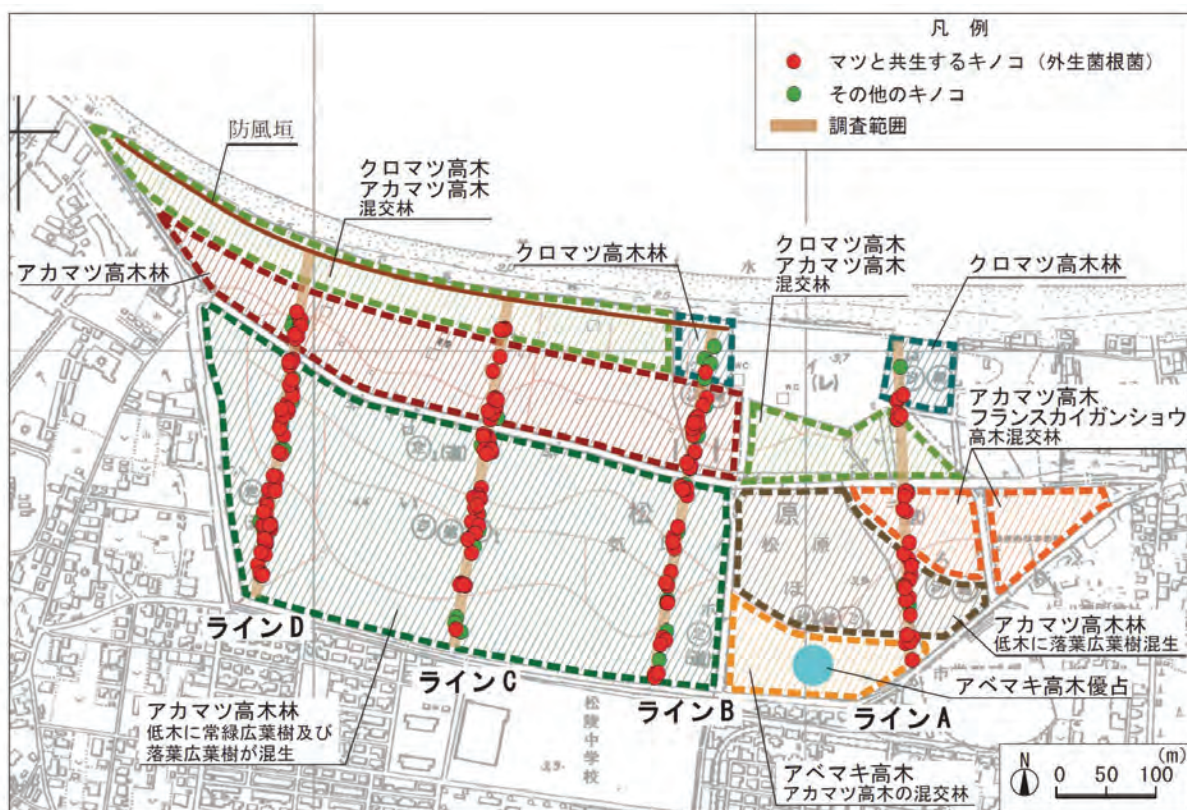 凡 例
マツと共生するキノコ（外生菌根菌）
その他のキノコ
調査範囲
防風垣
クロマツ高木
アカマツ高木
混交林
アカマツ高木林
クロマツ高木林
クロマツ高木
アカマツ高木
混交林
クロマツ高木林
アカマツ高木
フランスカイガンショウ
高木混交林
水
松
原
松原
気
ほ
W.C.
(レ)
ラインD
ラインC
ラインB
ラインA
アカマツ高木林
低木に落葉広葉樹混生
アベマキ高木優占
アカマツ高木林
低木に常緑広葉樹及び
落葉広葉樹が混生
松陵中学校
アベマキ高木
アカマツ高木の混交林
N
0 50 100
(m)